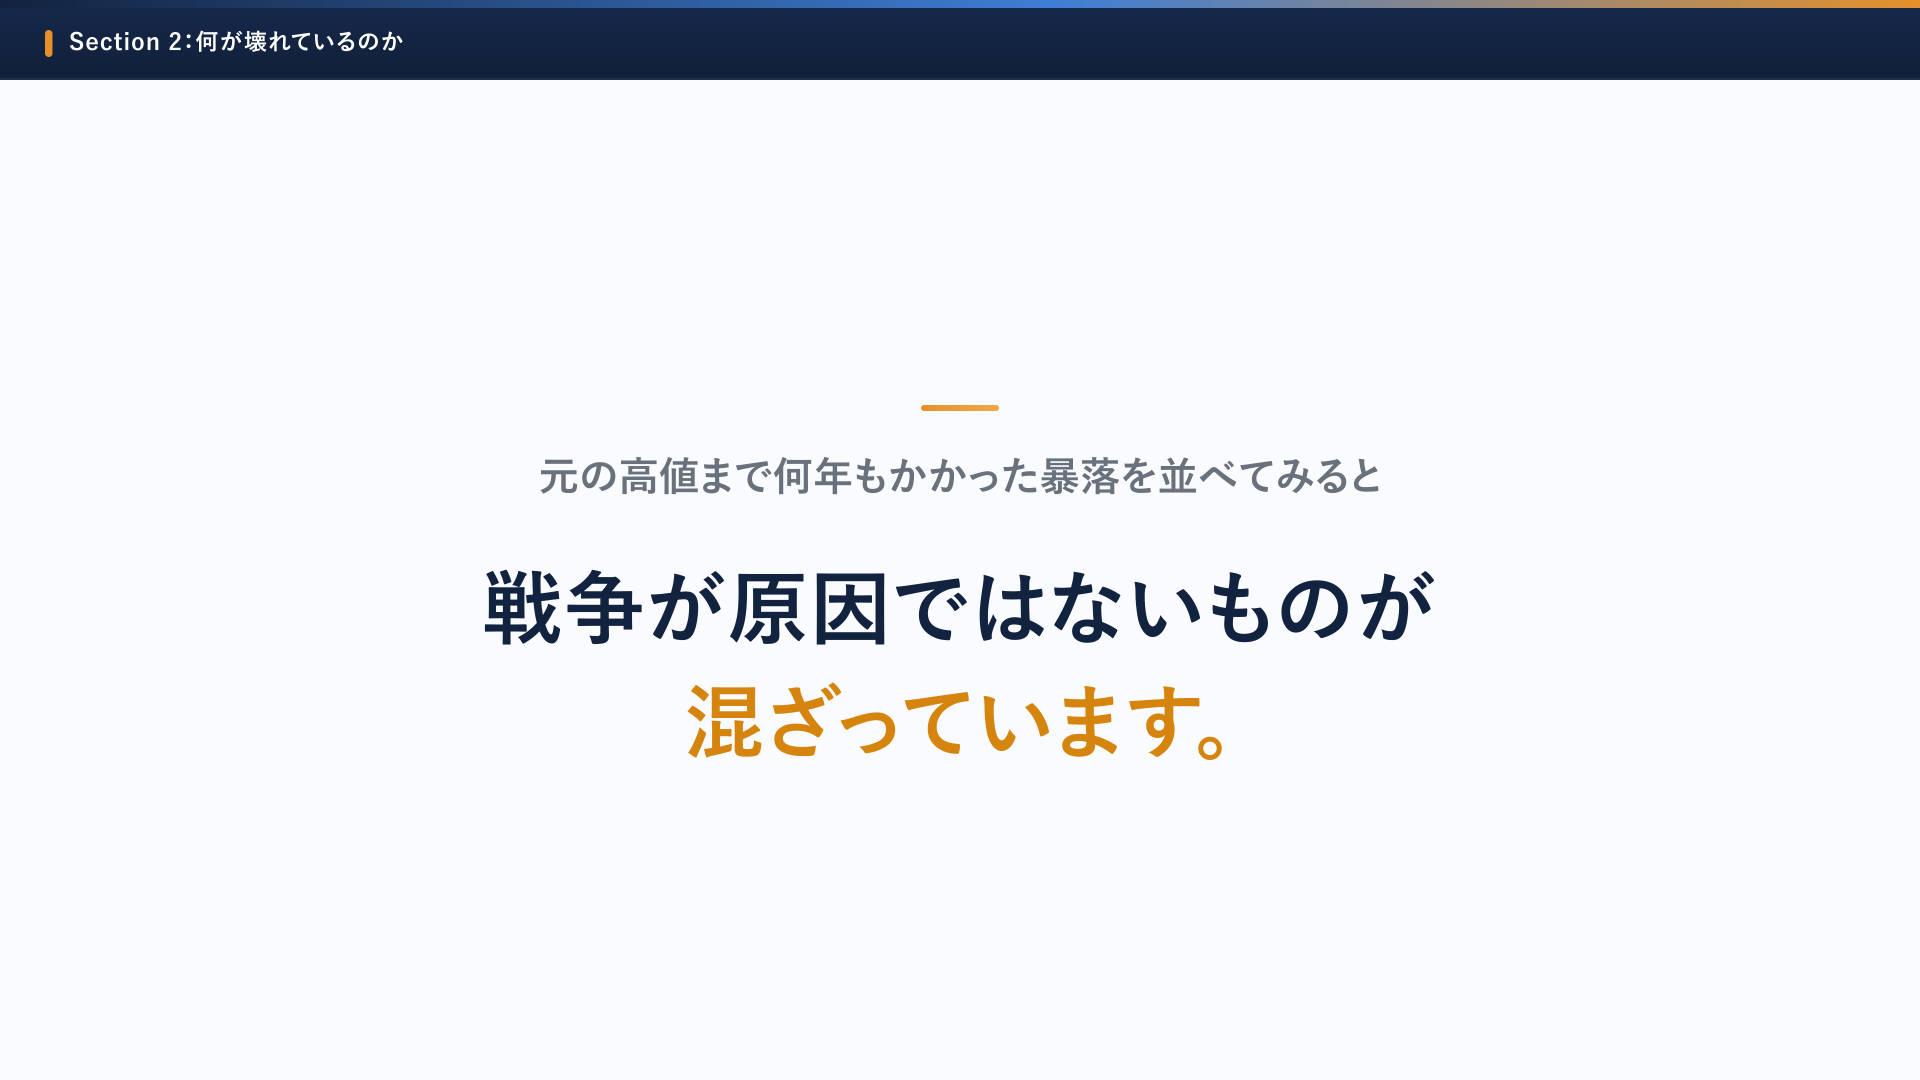 Section 2：何が壊れているのか
元の高値まで何年もかかった暴落を並べてみると
戦争が原因ではないものが
混ざっています。